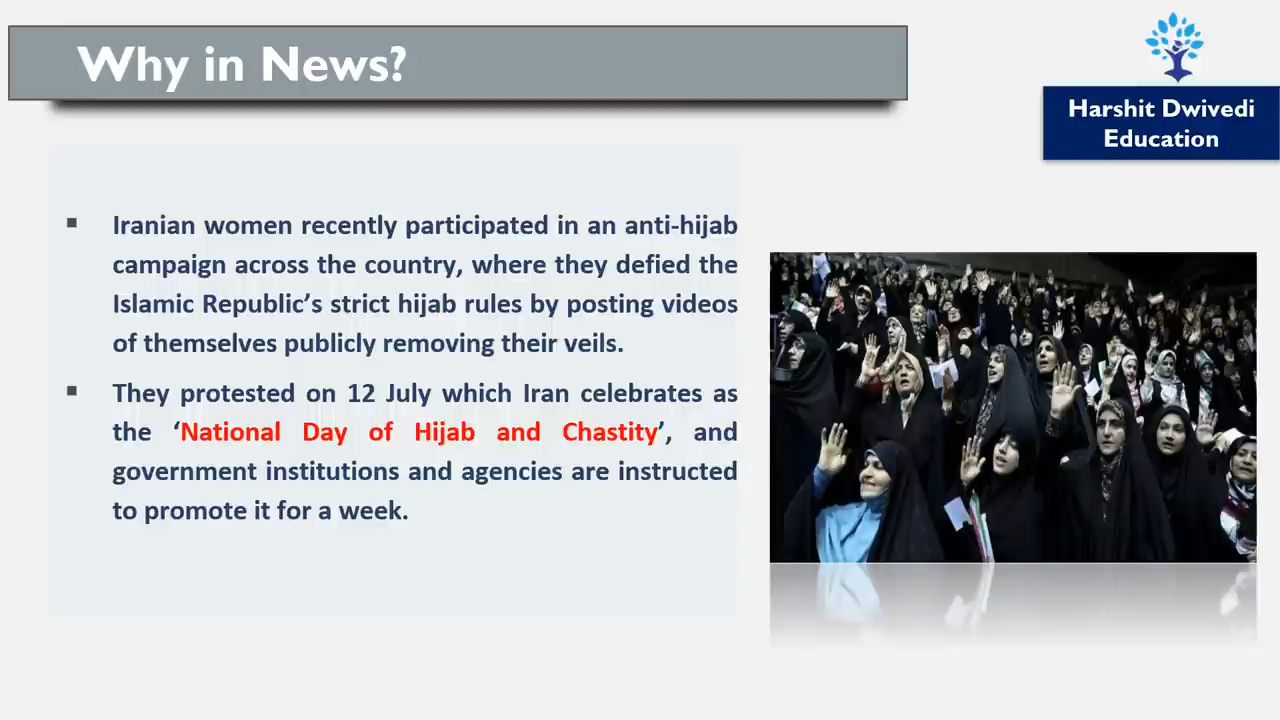 Why in News?
Harshit Dwivedi
Education
▪ Iranian women recently participated in an anti-hijab
campaign across the country, where they defied the
Islamic Republic’s strict hijab rules by posting videos
of themselves publicly removing their veils.
▪ They protested on 12 July which Iran celebrates as
the ‘National Day of Hijab and Chastity’, and
government institutions and agencies are instructed
to promote it for a week.